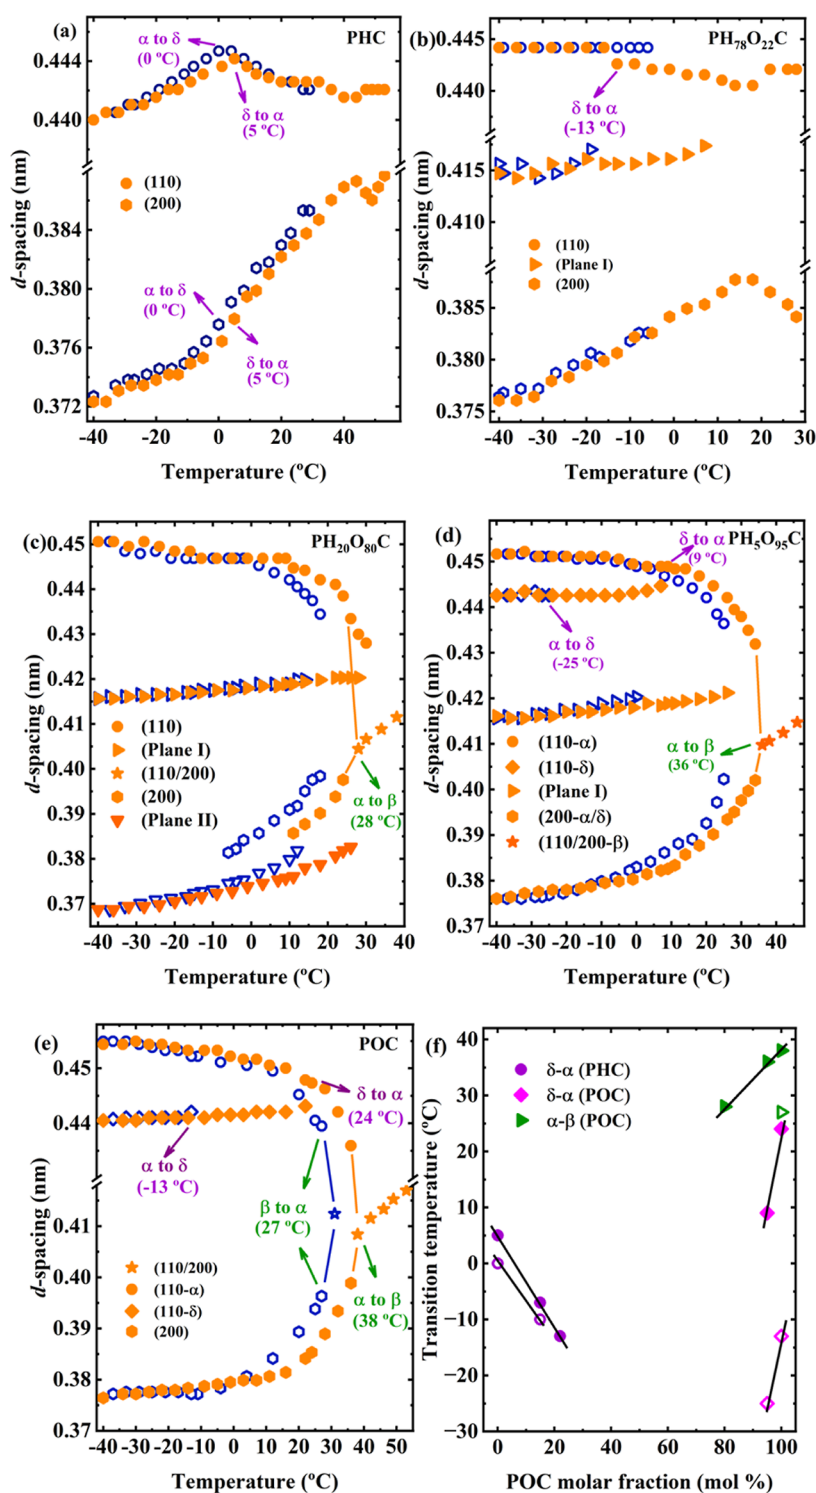 (a)
PHC
α to δ
(0 ºC)
δ to α
(5 ºC)
(110)
(200)
α to δ
(0 ºC)
δ to α
(5 ºC)
0.444
0.440
0.384
0.380
0.376
0.372
d-spacing (nm)
-40 -20 0 20 40
Temperature (ºC)
(b)
PH78O22C
δ to α
(-13 ºC)
(110)
(Plane I)
(200)
0.445
0.440
0.415
0.410
0.385
0.380
0.375
d-spacing (nm)
-40 -30 -20 -10 0 10 20 30
Temperature (ºC)
(c)
PH20O80C
(110)
(Plane I)
(110/200)
(200)
(Plane II)
α to β
(28 ºC)
0.45
0.44
0.43
0.42
0.41
0.40
0.39
0.38
0.37
d-spacing (nm)
-40 -30 -20 -10 0 10 20 30 40
Temperature (ºC)
(d)
δ to α
(9 ºC)
PH5O95C
α to δ
(-25 ºC)
(110-α)
(110-δ)
(Plane I)
(200-α/δ)
(110/200-β)
α to β
(36 ºC)
0.45
0.44
0.43
0.42
0.41
0.40
0.39
0.38
0.37
d-spacing (nm)
-40 -30 -20 -10 0 10 20 30 40
Temperature (ºC)
(e)
POC
δ to α
(24 ºC)
α to δ
(-13 ºC)
β to α
(27 ºC)
α to β
(38 ºC)
(110/200)
(110-α)
(110-δ)
(200)
0.45
0.44
0.41
0.40
0.39
0.38
0.37
d-spacing (nm)
-40 -30 -20 -10 0 10 20 30 40 50
Temperature (ºC)
(f)
δ-α (PHC)
δ-α (POC)
α-β (POC)
40
30
20
10
0
−10
−20
−30
Transition temperature (ºC)
0 20 40 60 80 100
POC molar fraction (mol %)